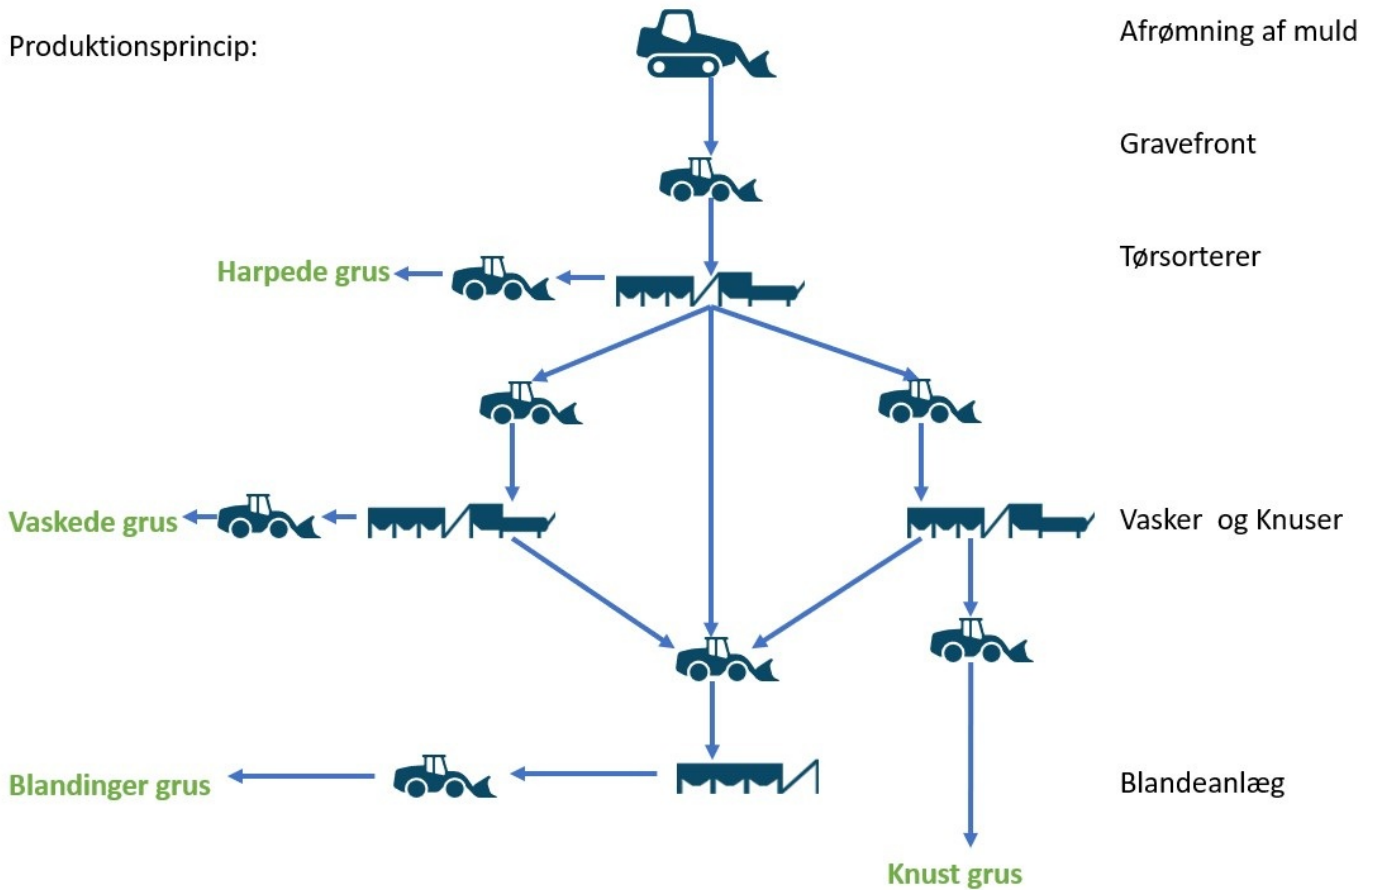 Produktionsprincip:
Afrømning af muld
Gravefront
Tørsorterer
Harpede grus
Vaskede grus
Vasker og Knuser
Blandinger grus
Blandeanlæg
Knust grus